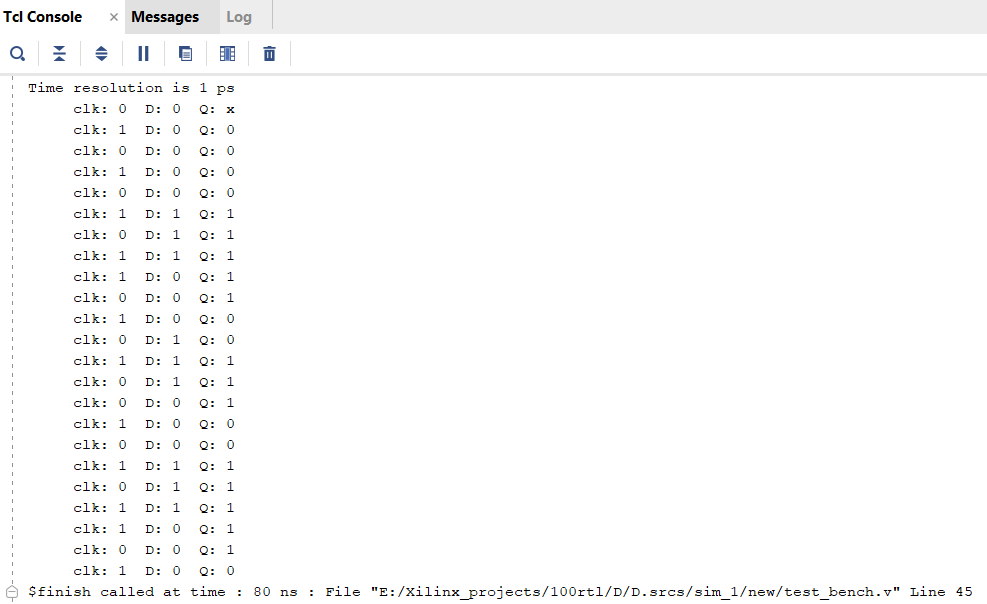 Tcl Console × Messages Log
Time resolution is 1 ps
clk: 0 D: 0 Q: x
clk: 1 D: 0 Q: 0
clk: 0 D: 0 Q: 0
clk: 1 D: 0 Q: 0
clk: 0 D: 0 Q: 0
clk: 1 D: 1 Q: 1
clk: 0 D: 1 Q: 1
clk: 1 D: 1 Q: 1
clk: 1 D: 0 Q: 1
clk: 0 D: 0 Q: 1
clk: 1 D: 0 Q: 0
clk: 0 D: 1 Q: 0
clk: 1 D: 1 Q: 1
clk: 0 D: 1 Q: 1
clk: 0 D: 0 Q: 1
clk: 1 D: 0 Q: 0
clk: 0 D: 0 Q: 0
clk: 1 D: 1 Q: 1
clk: 0 D: 1 Q: 1
clk: 1 D: 1 Q: 1
clk: 1 D: 0 Q: 1
clk: 0 D: 0 Q: 1
clk: 1 D: 0 Q: 0
$finish called at time : 80 ns : File "E:/Xilinx_projects/100rtl/D/D.srcs/sim_1/new/test_bench.v" Line 45